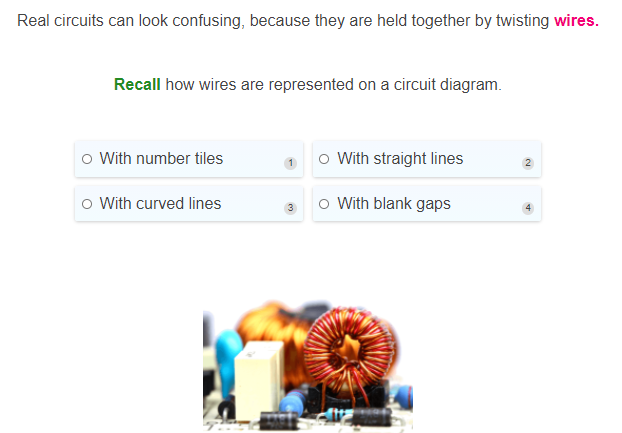 Real circuits can look confusing, because they are held together by twisting wires.
Recall how wires are represented on a circuit diagram.
With number tiles 1
With straight lines 2
With curved lines 3
With blank gaps 4